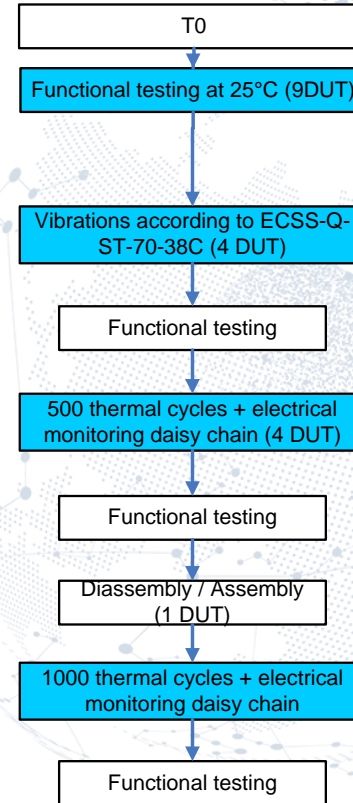 T0
Functional testing at 25°C (9DUT)
Vibrations according to ECSS-Q-
ST-70-38C (4 DUT)
Functional testing
500 thermal cycles + electrical
monitoring daisy chain (4 DUT)
Functional testing
Diassembly / Assembly
(1 DUT)
1000 thermal cycles + electrical
monitoring daisy chain
Functional testing